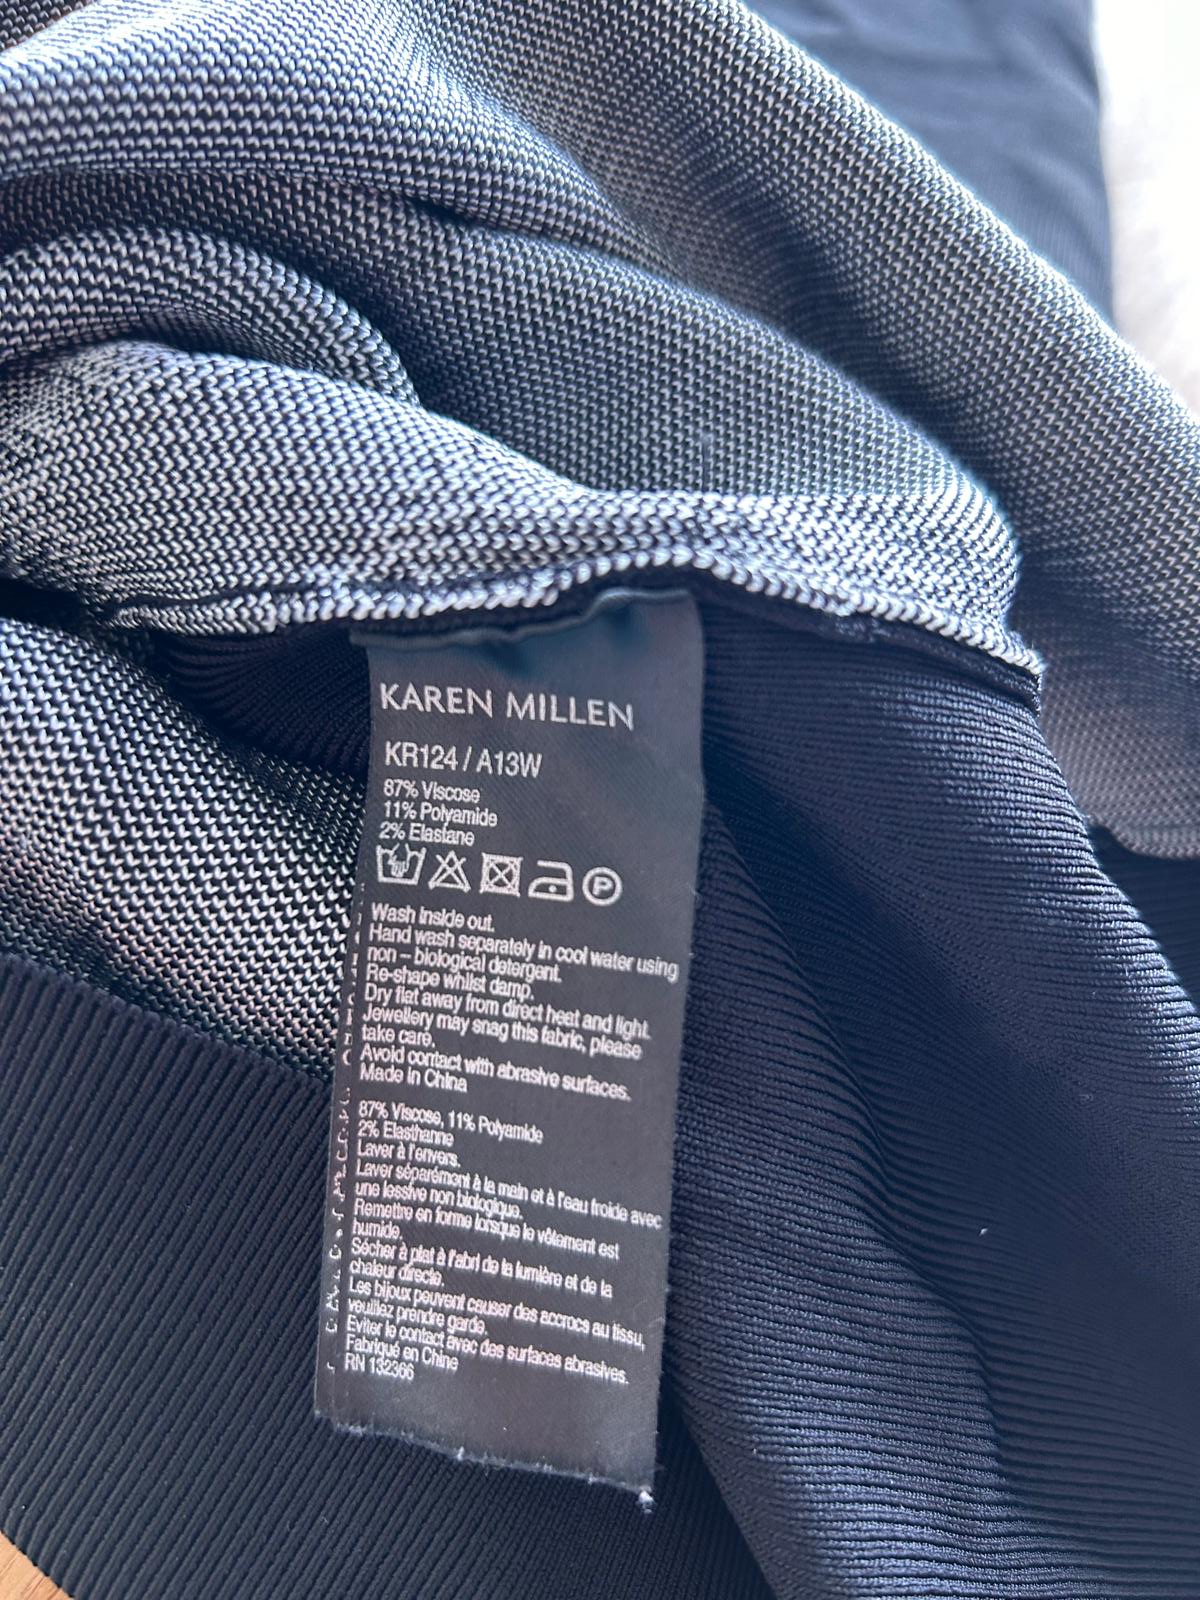 KAREN MILLEN
KR124 / A13W
87% Viscose
11% Polyamide
2% Elastane
P
Wash inside out.
Hand wash separately in cool water using
non – biological detergent.
Re-shape whilst damp.
Dry flat away from direct heat and light.
Jewellery may snag this fabric, please
take care.
Avoid contact with abrasive surfaces.
Made in China
87% Viscose, 11% Polyamide
2% Elasthanne
Laver à l'envers.
Laver séparément à la main et à l'eau froide avec
une lessive non biologique.
Remettre en forme lorsque le vêtement est
humide.
Sécher à plat à l'abri de la lumière et de la
chaleur directe.
Les bijoux peuvent causer des accrocs au tissu,
veuillez prendre garde.
Eviter le contact avec des surfaces abrasives.
Fabriqué en Chine
RN 132366